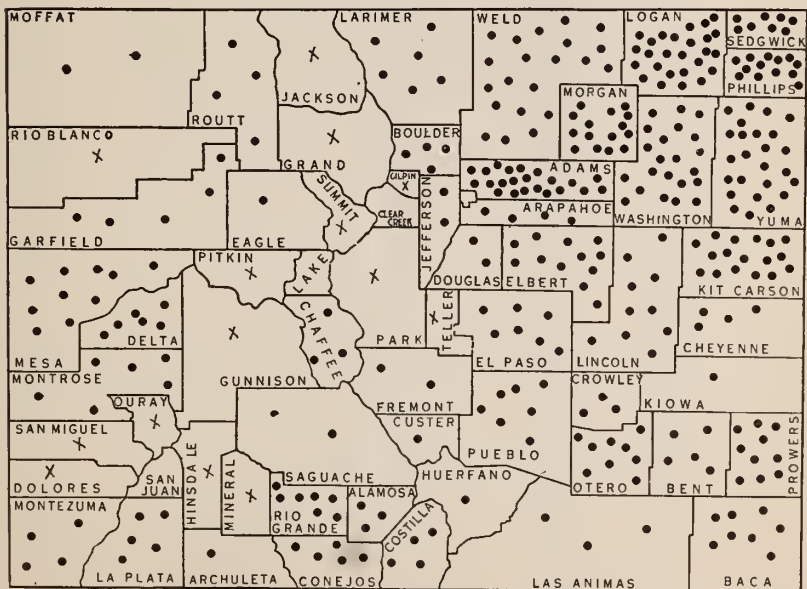 MOFFAT
LARIMER
WELD
LOGAN
SEDGWICK
PHILLIPS
JACKSON
MORGAN
ROUTT
RIO BLANCO
BOULDER
GRAND
GILPIN
ADAMS
SUMMIT
CLEAR CREEK
JEFFERSON
ARAPAHOE
WASHINGTON
YUMA
GARFIELD
EAGLE
PITKIN
LAKE
DOUGLAS
ELBERT
KIT CARSON
CHAFFEE
PARK
TELLER
DELTA
MESA
MONTROSE
GUNNISON
EL PASO
LINCOLN
CHEYENNE
CROWLEY
KIOWA
OURAY
FREMONT
CUSTER
SAN MIGUEL
HINSDALE
MINERAL
SAGUACHE
PUEBLO
HUERFANO
OTERO
BENT
PROWERS
DOLORES
SAN JUAN
ALAMOSA
RIO GRANDE
COSTILLA
MONTEZUMA
LA PLATA
ARCHULETA
CONEJOS
LAS ANIMAS
BACA